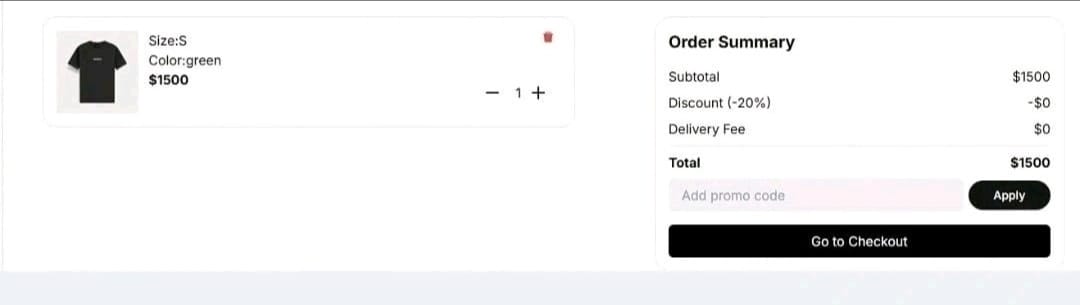 Size:S
Color:green
$1500
1
Order Summary
Subtotal $1500
Discount (-20%) -$0
Delivery Fee $0
Total $1500
Add promo code Apply
Go to Checkout